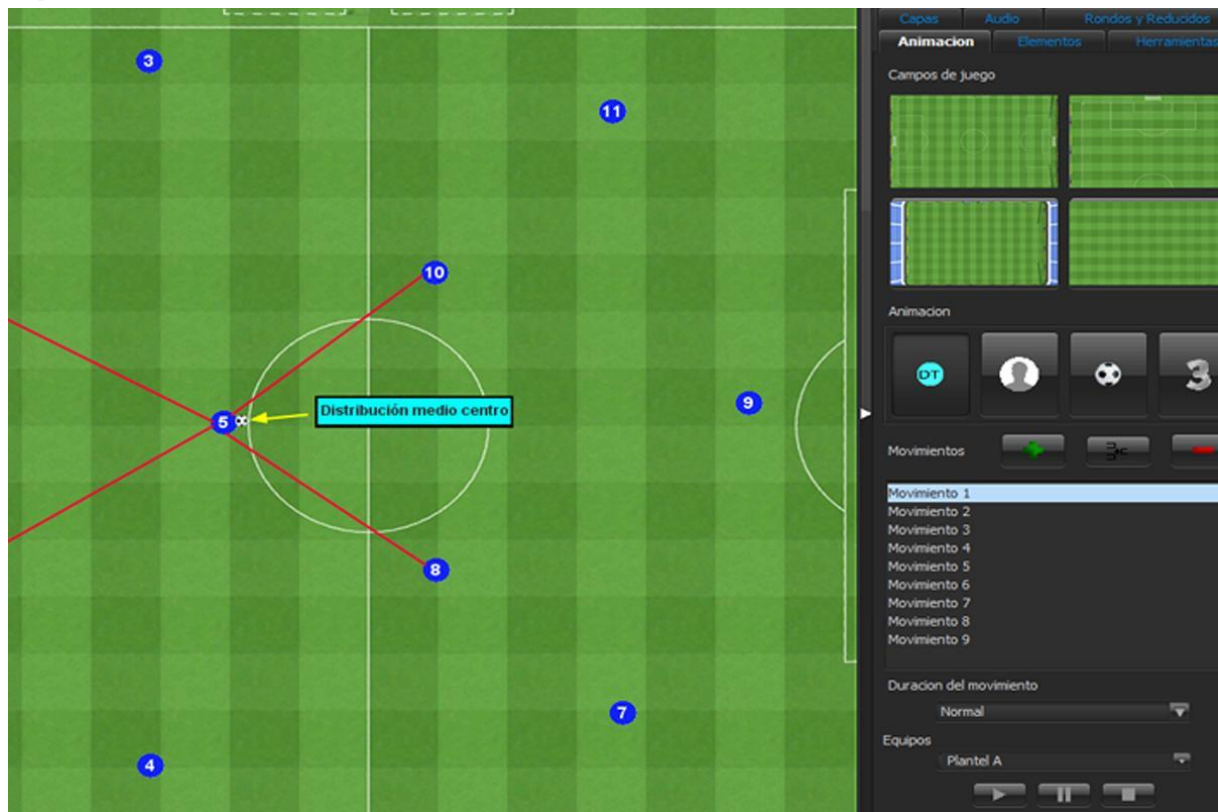 Capas Audio Rondos y Reducidos
Animacion Elementos Herramientas
Campos de juego
3
11
10
Distribución medio centro
5
9
8
7
4
Animacion
DT
3
Movimientos
Movimiento 1
Movimiento 2
Movimiento 3
Movimiento 4
Movimiento 5
Movimiento 6
Movimiento 7
Movimiento 8
Movimiento 9
Duracion del movimiento
Normal
Equipos
Plantel A